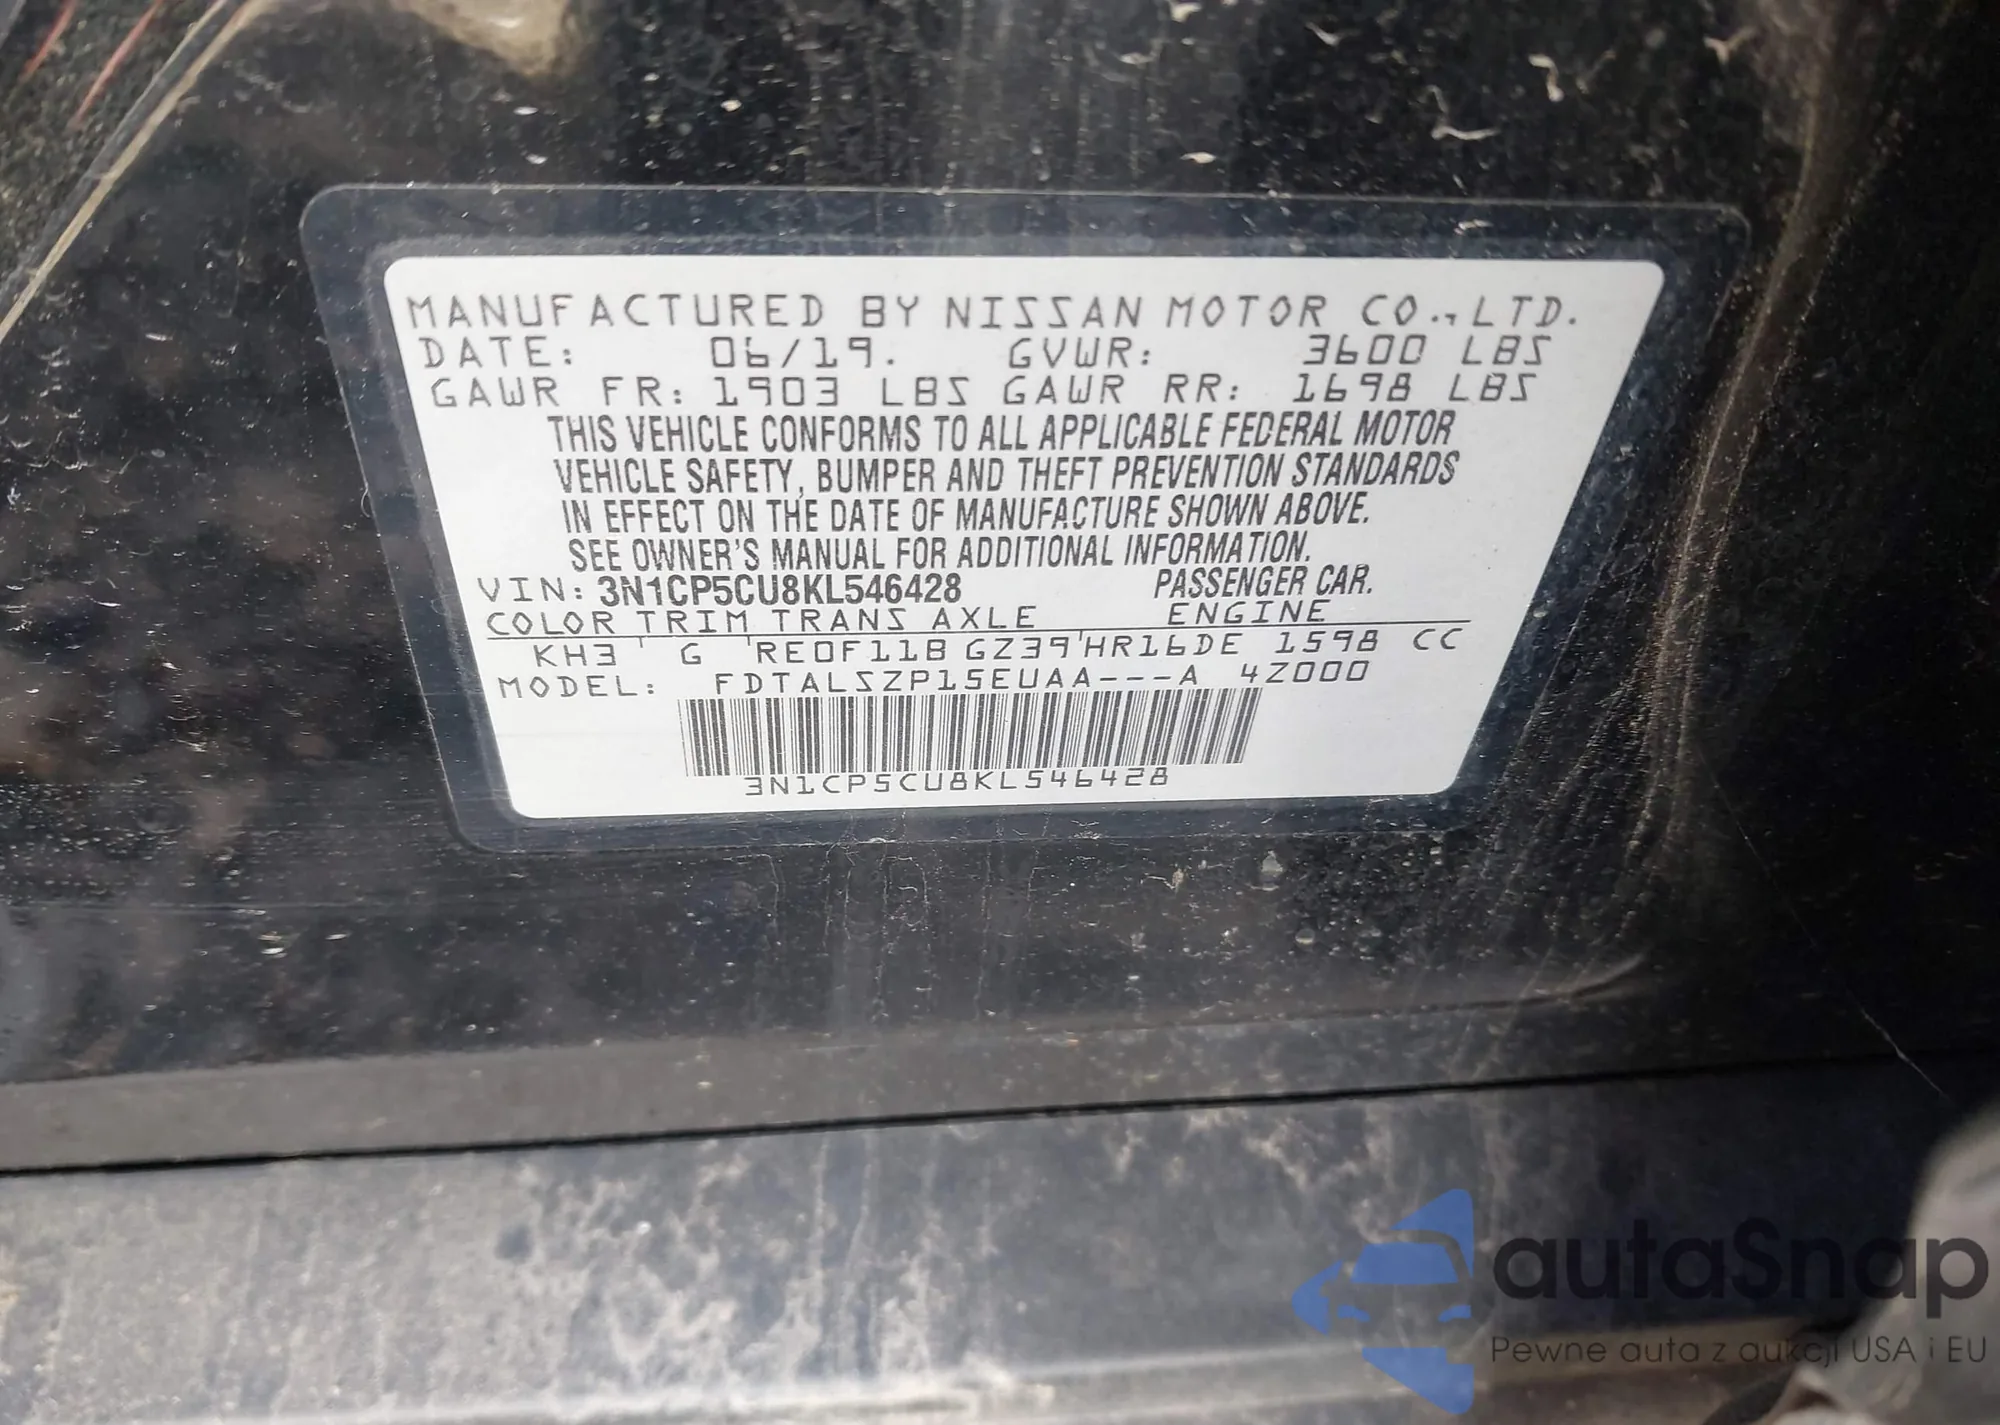 MANUFACTURED BY NISSAN MOTOR CO., LTD.
DATE: 06/19. GVWR: 3600 LBS
GAWR FR: 1903 LBS GAWR RR: 1698 LBS
THIS VEHICLE CONFORMS TO ALL APPLICABLE FEDERAL MOTOR
VEHICLE SAFETY, BUMPER AND THEFT PREVENTION STANDARDS
IN EFFECT ON THE DATE OF MANUFACTURE SHOWN ABOVE.
SEE OWNER'S MANUAL FOR ADDITIONAL INFORMATION.
VIN: 3N1CP5CU8KL546428 PASSENGER CAR.
COLOR TRIM TRANS AXLE ENGINE
KH3 ' G ' RE0F11B GZ39'HR16DE 1598 CC
MODEL: FDTALSZP15EUAA---A 4Z000
3N1CP5CU8KL546428
autaSnap
Pewne auta z aukcji USA i EU